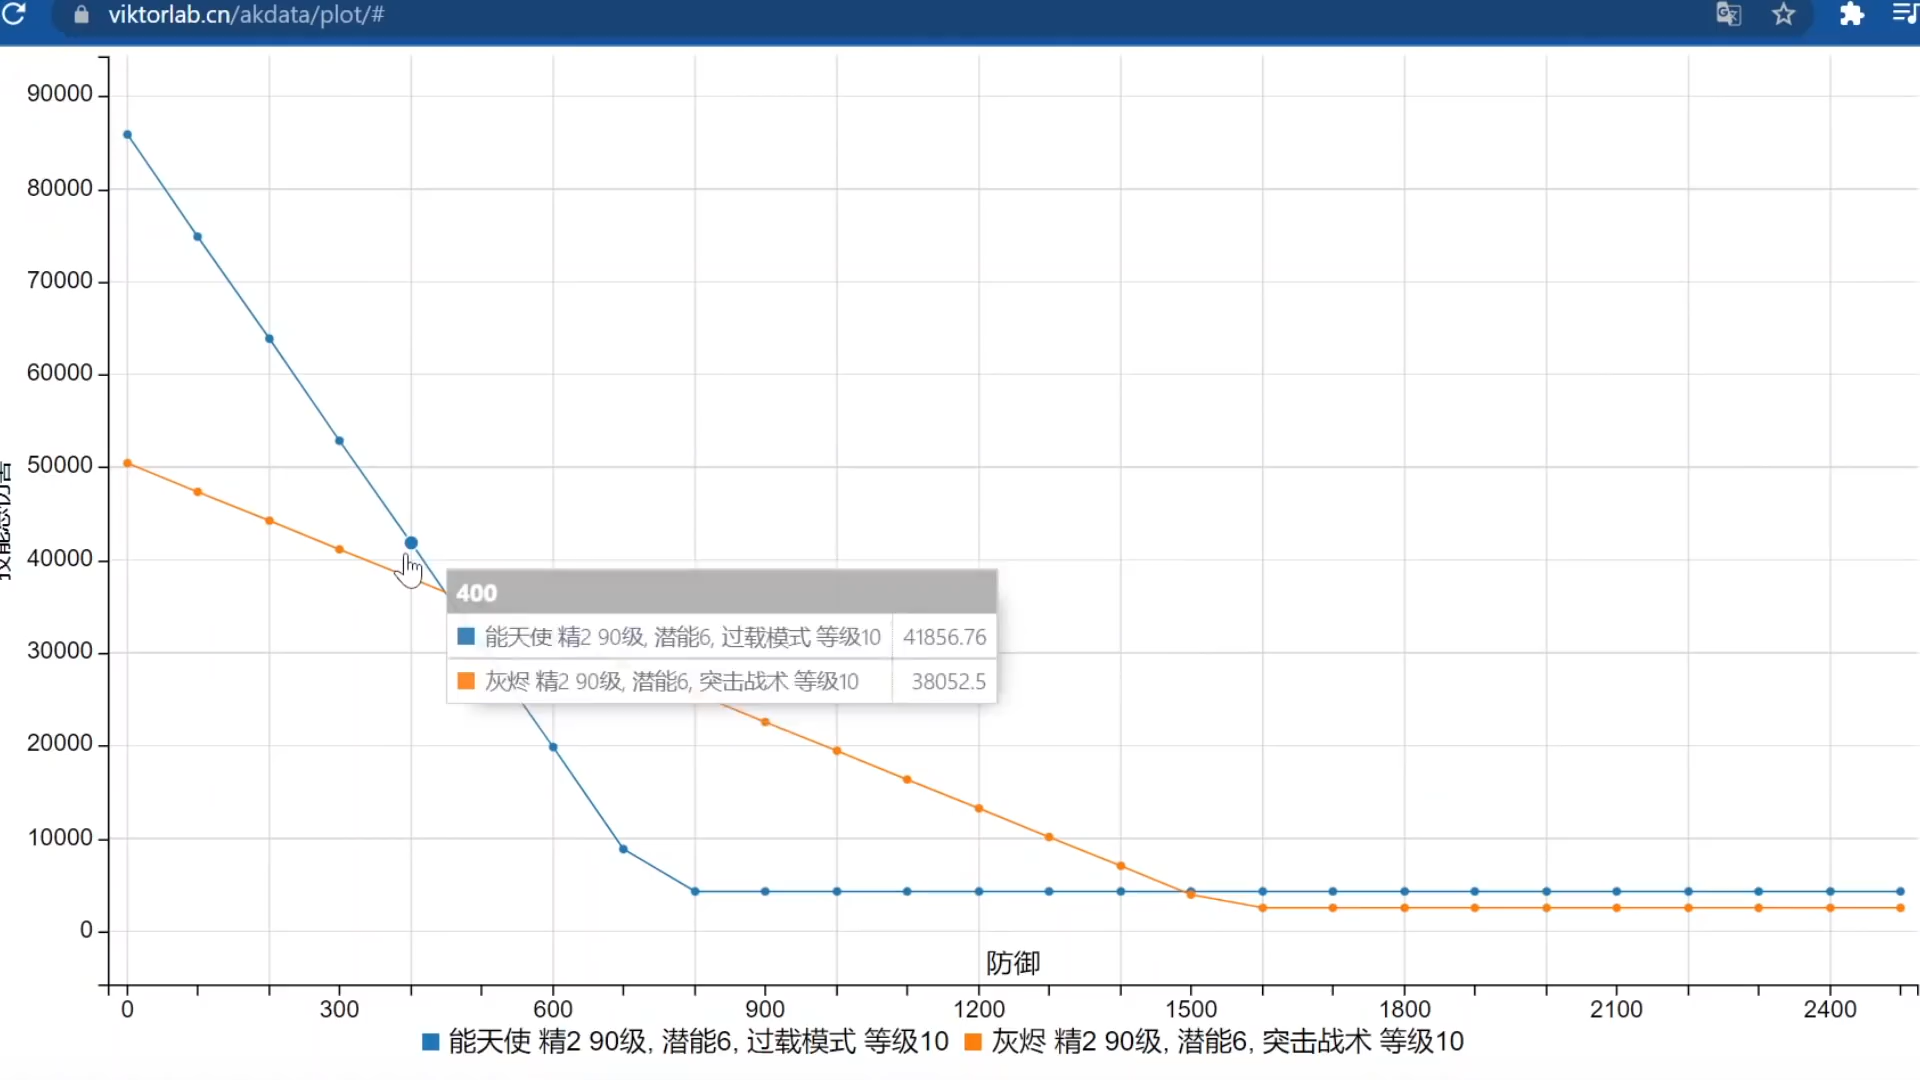 viktorlab.cn/akdata/plot/#
90000
80000
70000
60000
50000
40000
30000
20000
10000
0
400
能天使 精2 90级, 潜能6, 过载模式 等级10 41856.76
灰烬 精2 90级, 潜能6, 突击战术 等级10 38052.5
防御
0 300 600 900 1200 1500 1800 2100 2400
能天使 精2 90级, 潜能6, 过载模式 等级10 灰烬 精2 90级, 潜能6, 突击战术 等级10